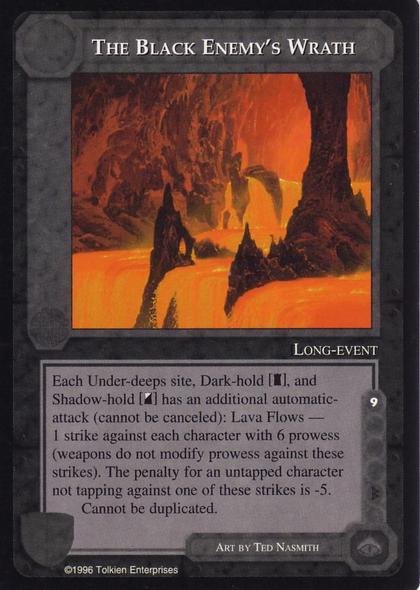 The Black Enemy's Wrath
Long-event
Each Under-deeps site, Dark-hold [], and
Shadow-hold [] has an additional automatic-
attack (cannot be canceled): Lava Flows —
1 strike against each character with 6 prowess
(weapons do not modify prowess against these
strikes). The penalty for an untapped character
not tapping against one of these strikes is -5.
Cannot be duplicated.
9
Art by Ted Nasmith
©1996 Tolkien Enterprises